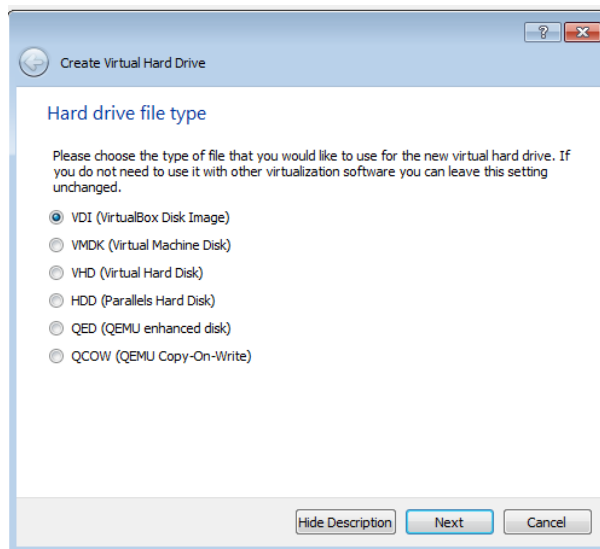 Create Virtual Hard Drive
Hard drive file type
Please choose the type of file that you would like to use for the new virtual hard drive. If
you do not need to use it with other virtualization software you can leave this setting
unchanged.
VDI (VirtualBox Disk Image)
VMDK (Virtual Machine Disk)
VHD (Virtual Hard Disk)
HDD (Parallels Hard Disk)
QED (QEMU enhanced disk)
QCOW (QEMU Copy-On-Write)
Hide Description Next Cancel